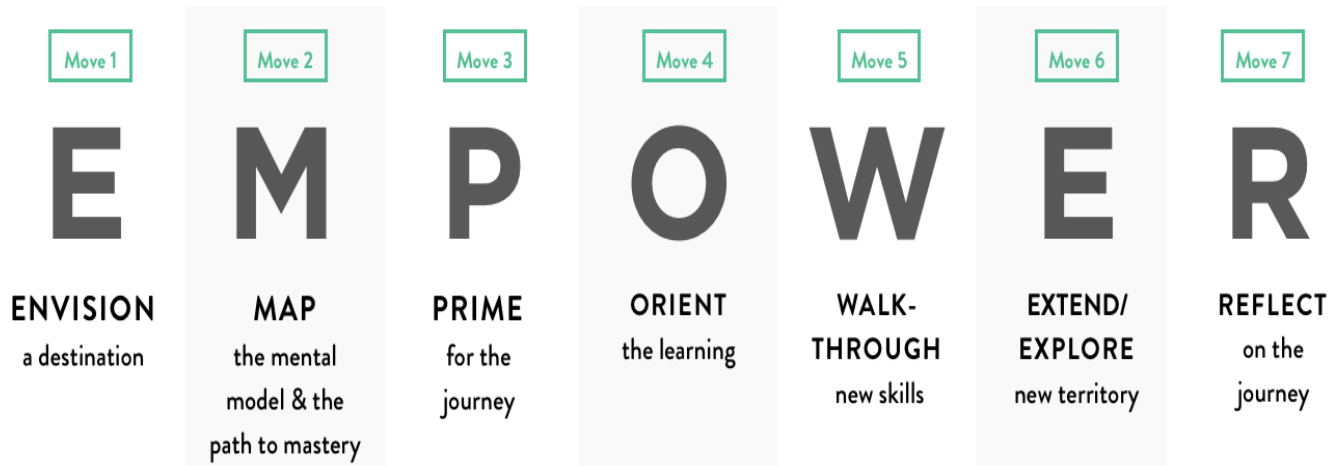 Move 1
E
ENVISION
a destination
Move 2
M
MAP
the mental
model & the
path to mastery
Move 3
P
PRIME
for the
journey
Move 4
O
ORIENT
the learning
Move 5
W
WALK-
THROUGH
new skills
Move 6
E
EXTEND/
EXPLORE
new territory
Move 7
R
REFLECT
on the
journey